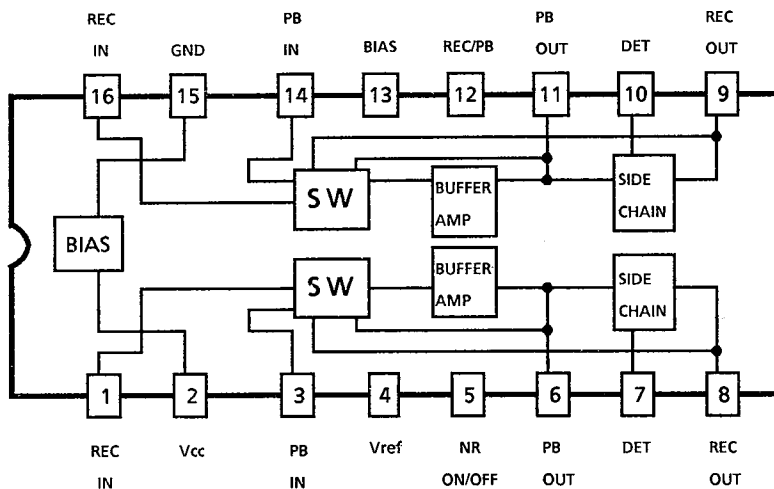 REC PB PB REC
IN GND IN BIAS REC/PB OUT DET OUT
16 15 14 13 12 11 10 9
SW BUFFER AMP SIDE CHAIN
BIAS
SW BUFFER AMP SIDE CHAIN
1 2 3 4 5 6 7 8
REC Vcc PB Vref NR PB DET REC
IN IN ON/OFF OUT OUT